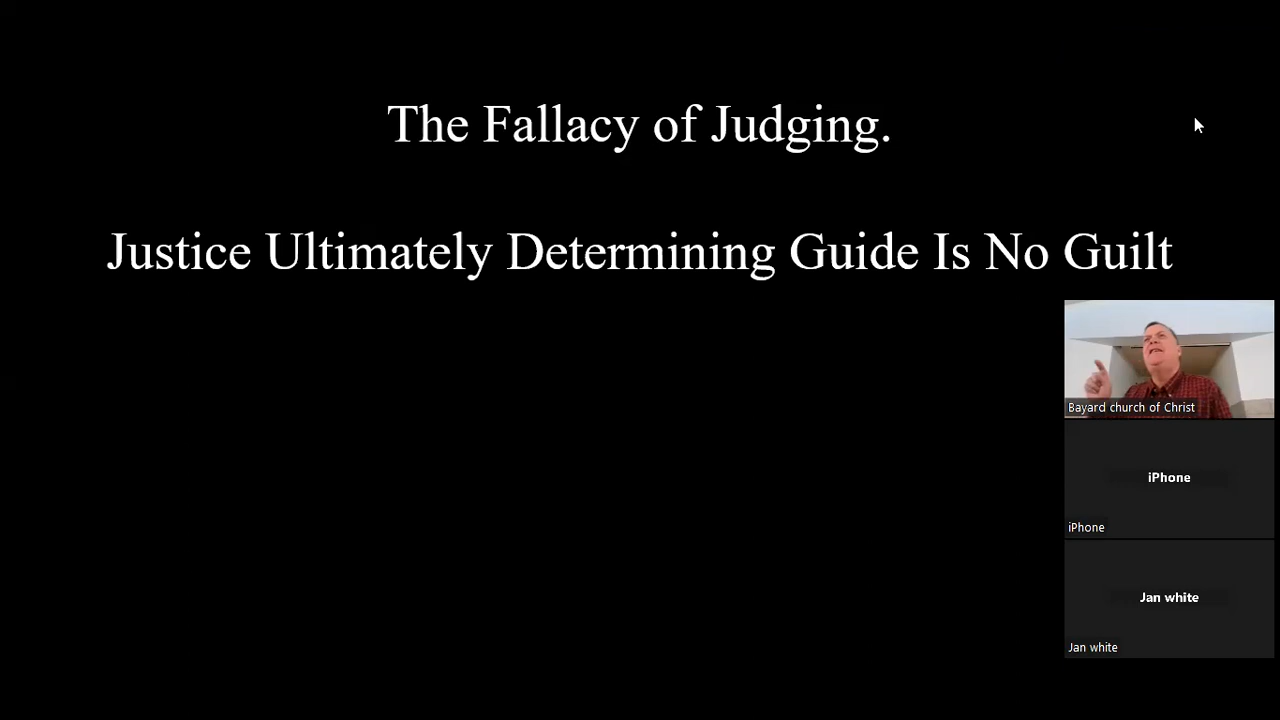 The Fallacy of Judging.
Justice Ultimately Determining Guide Is No Guilt
Bayard church of Christ
iPhone
iPhone
Jan white
Jan white